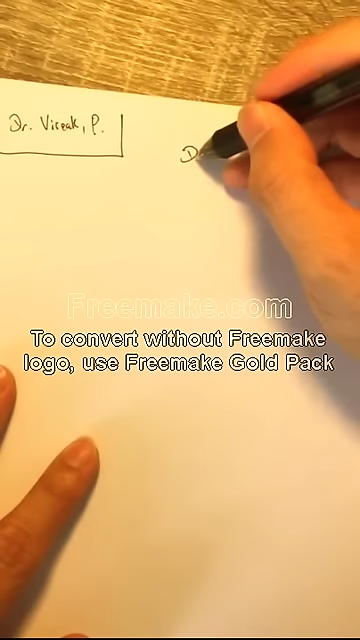 Dr. Vireak, P.
D
Freemake.com
To convert without Freemake
logo, use Freemake Gold Pack